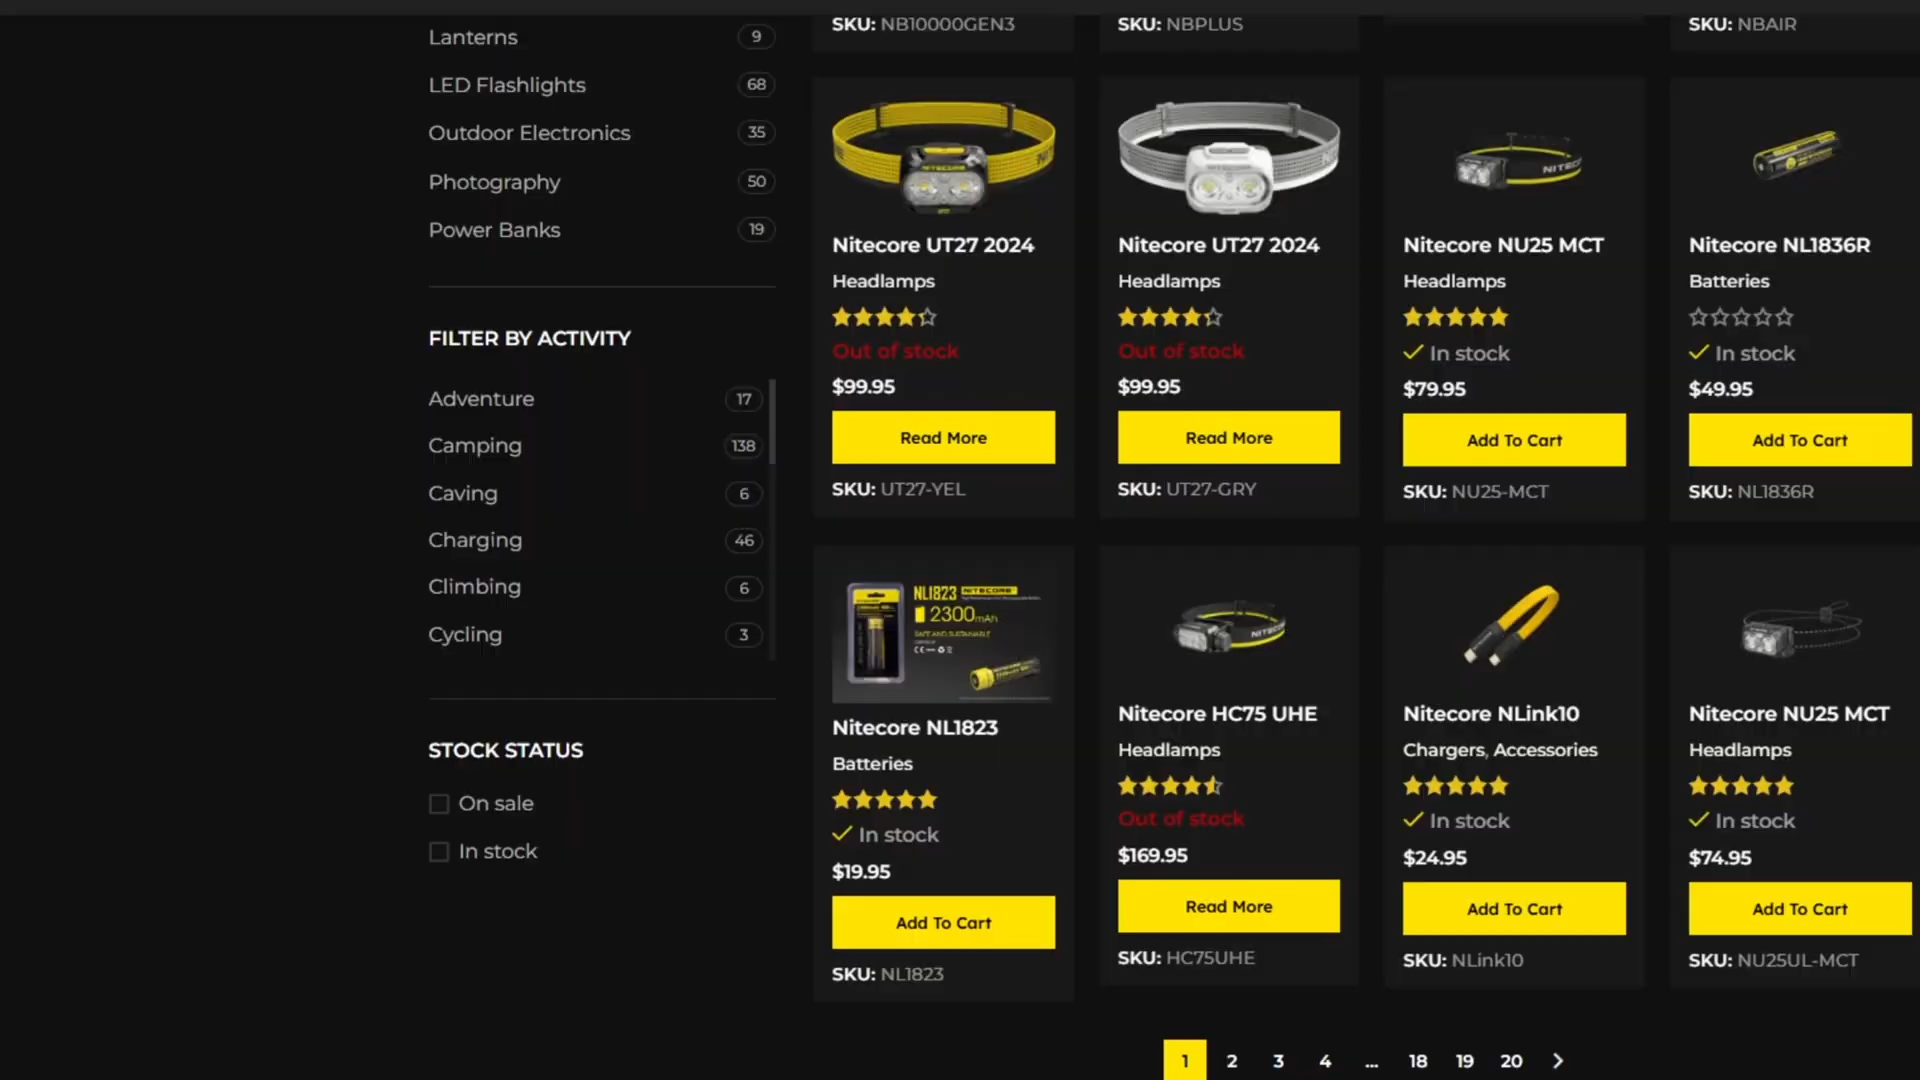 Lanterns 9
LED Flashlights 68
Outdoor Electronics 35
Photography 50
Power Banks 19
FILTER BY ACTIVITY
Adventure 17
Camping 138
Caving 6
Charging 46
Climbing 6
Cycling 3
STOCK STATUS
On sale
In stock
SKU: NB10000GEN3
SKU: NBPLUS
SKU: NBAIR
NITECORE
Nitecore UT27 2024
Headlamps
Out of stock
$99.95
Read More
SKU: UT27-YEL
Nitecore UT27 2024
Headlamps
Out of stock
$99.95
Read More
SKU: UT27-GRY
NITEC
Nitecore NU25 MCT
Headlamps
In stock
$79.95
Add To Cart
SKU: NU25-MCT
Nitecore NL1836R
Batteries
In stock
$49.95
Add To Cart
SKU: NL1836R
NL1823 NITECORE
2300mAh
SAFE AND SUSTAINABLE
Nitecore NL1823
Batteries
In stock
$19.95
Add To Cart
SKU: NL1823
NITECO
Nitecore HC75 UHE
Headlamps
Out of stock
$169.95
Read More
SKU: HC75UHE
Nitecore NLink10
Chargers, Accessories
In stock
$24.95
Add To Cart
SKU: NLink10
Nitecore NU25 MCT
Headlamps
In stock
$74.95
Add To Cart
SKU: NU25UL-MCT
1 2 3 4 ... 18 19 20